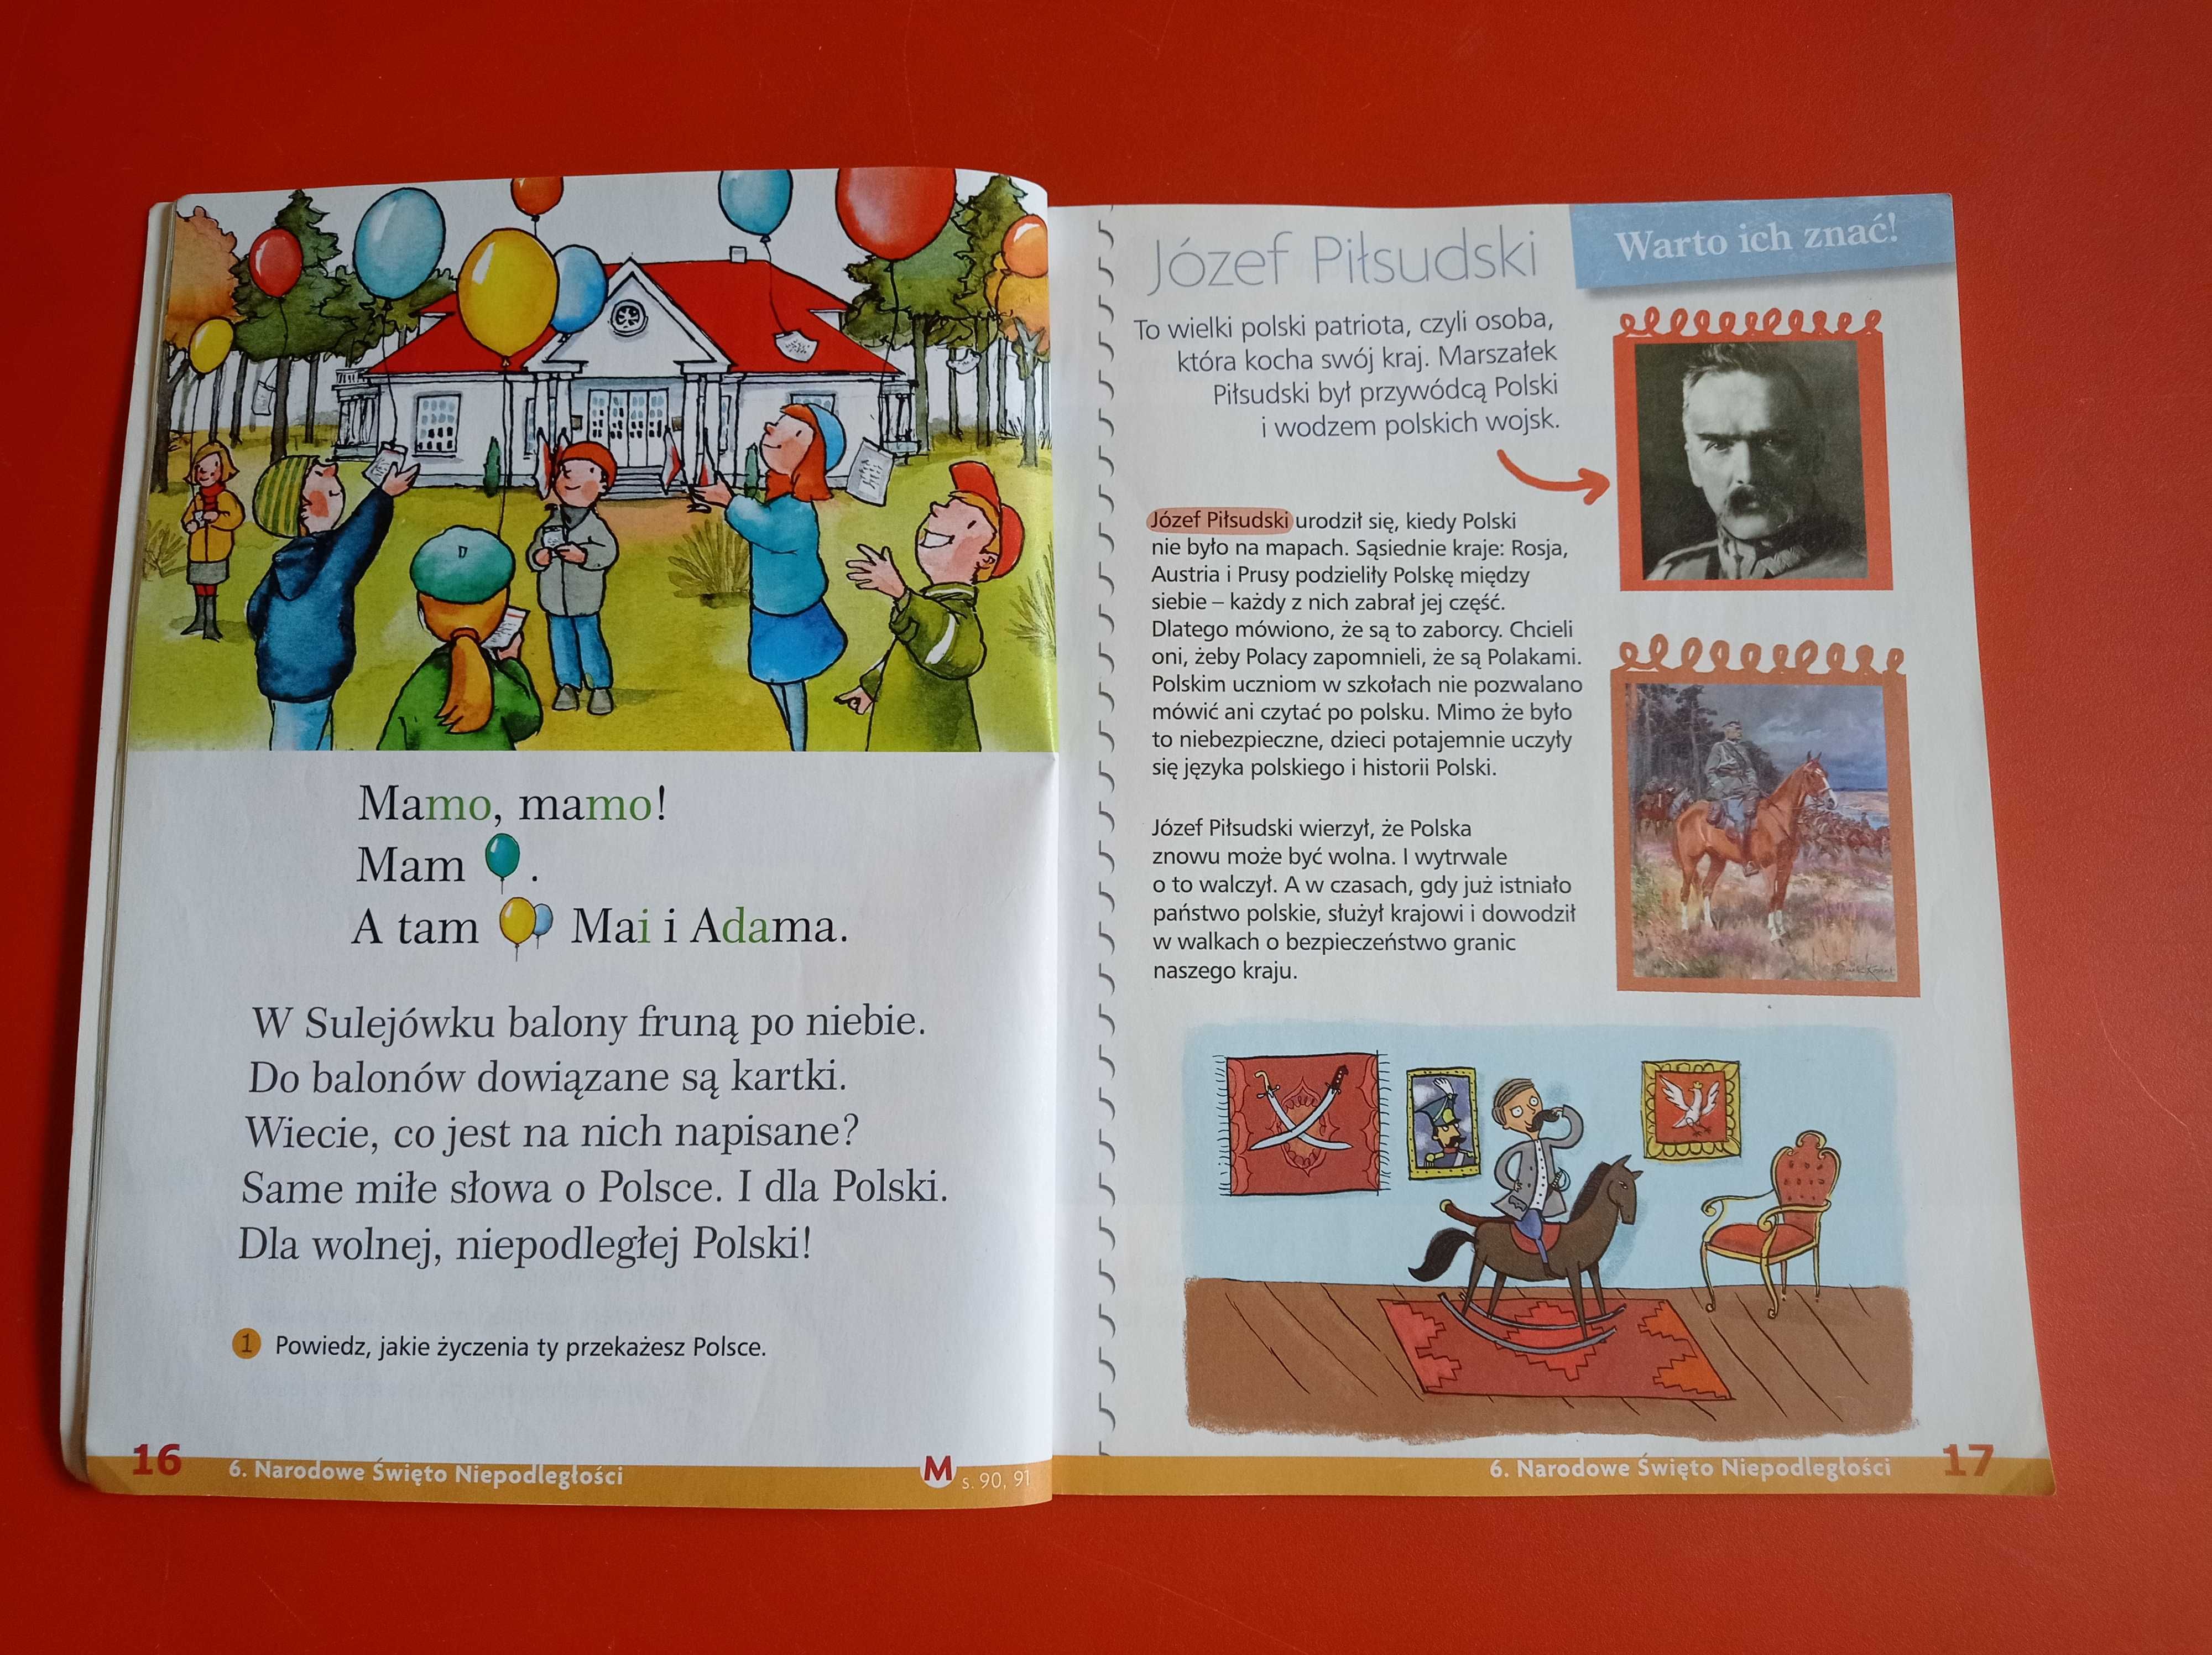 Mamo, mamo!
Mam .
A tam Mai i Adama.
W Sulejówku balony fruną po niebie.
Do balonów dowiązane są kartki.
Wiecie, co jest na nich napisane?
Same miłe słowa o Polsce. I dla Polski.
Dla wolnej, niepodległej Polski!
1 Powiedz, jakie życzenia ty przekażesz Polsce.
16 6. Narodowe Święto Niepodległości M s. 90, 91
Warto ich znać!
Józef Piłsudski
To wielki polski patriota, czyli osoba,
która kocha swój kraj. Marszałek
Piłsudski był przywódcą Polski
i wodzem polskich wojsk.
Józef Piłsudski urodził się, kiedy Polski
nie było na mapach. Sąsiednie kraje: Rosja,
Austria i Prusy podzieliły Polskę między
siebie – każdy z nich zabrał jej część.
Dlatego mówiono, że są to zaborcy. Chcieli
oni, żeby Polacy zapomnieli, że są Polakami.
Polskim uczniom w szkołach nie pozwalano
mówić ani czytać po polsku. Mimo że było
to niebezpieczne, dzieci potajemnie uczyły
się języka polskiego i historii Polski.
Józef Piłsudski wierzył, że Polska
znowu może być wolna. I wytrwale
o to walczył. A w czasach, gdy już istniało
państwo polskie, służył krajowi i dowodził
w walkach o bezpieczeństwo granic
naszego kraju.
6. Narodowe Święto Niepodległości 17